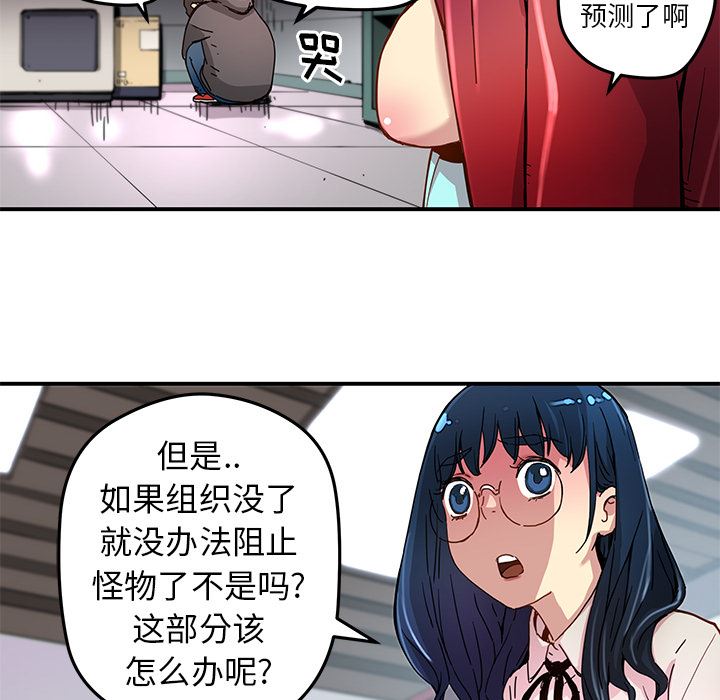 预测了啊
哭
但是..
如果组织没了
就没办法阻止
怪物了不是吗?
这部分该
怎么办呢?